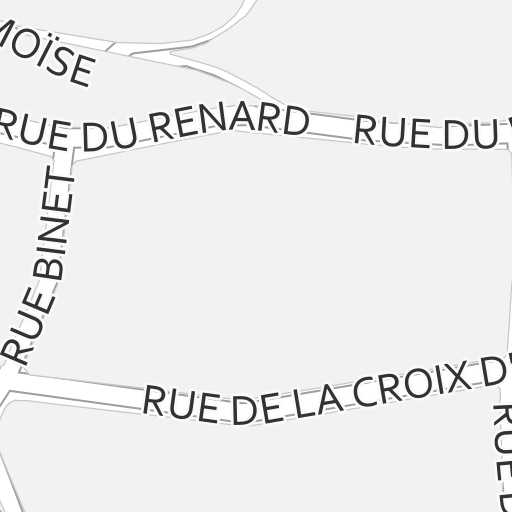 MOÏSE
RUE DU RENARD
RUE DU
RUE BINET
RUE DE LA CROIX
RUE